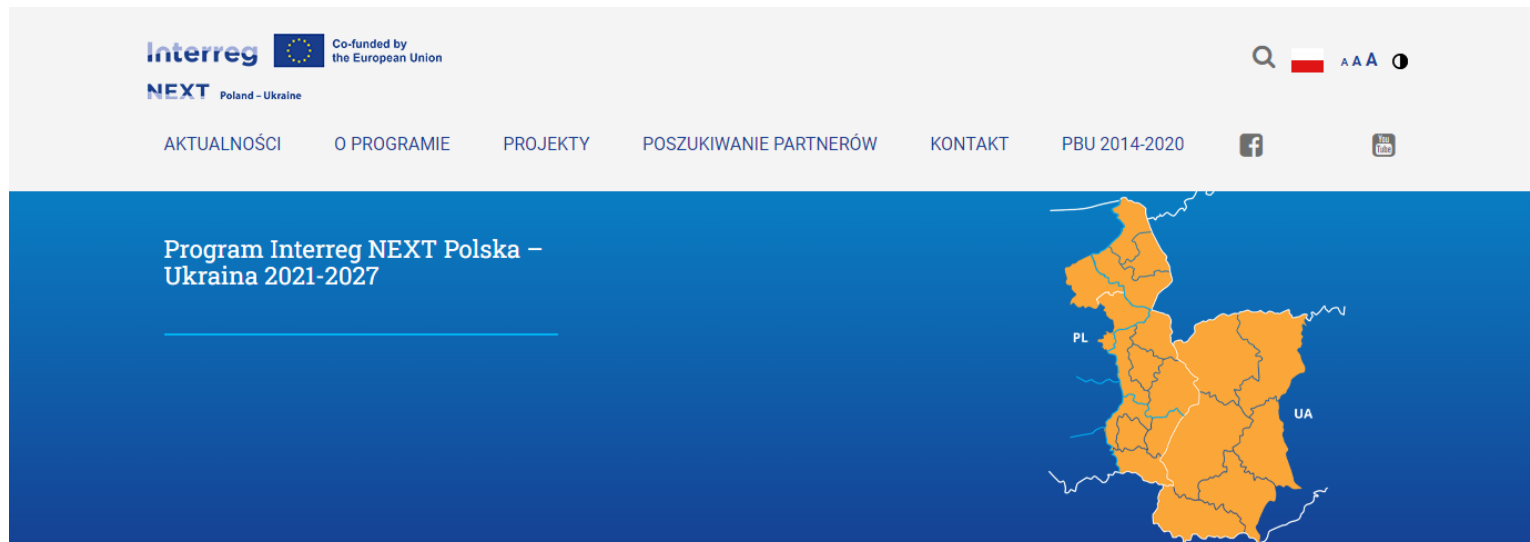 Interreg
Co-funded by
the European Union
NEXT Poland – Ukraine
A A A
AKTUALNOŚCI O PROGRAMIE PROJEKTY POSZUKIWANIE PARTNERÓW KONTAKT PBU 2014-2020
You
Tube
Program Interreg NEXT Polska –
Ukraina 2021-2027
PL
UA